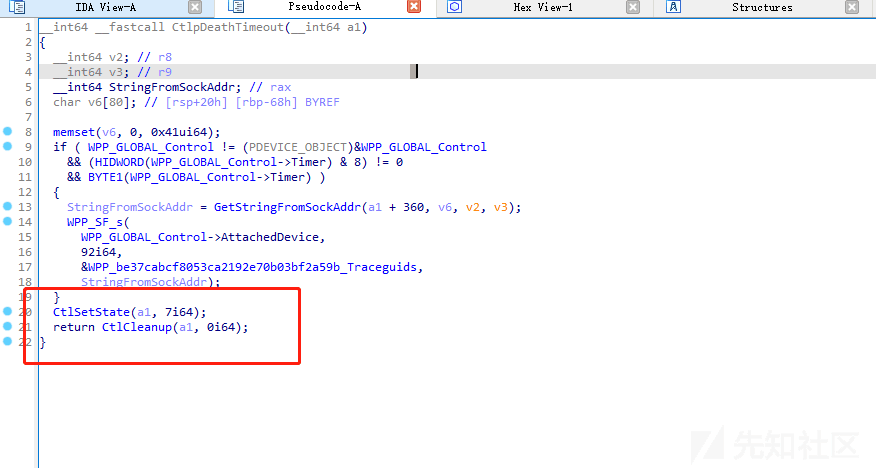 IDA View-A Pseudocode-A Hex View-1 Structures
1 __int64 __fastcall CtlpDeathTimeout(__int64 a1)
2 {
3 __int64 v2; // r8
4 __int64 v3; // r9
5 __int64 StringFromSockAddr; // rax
6 char v6[80]; // [rsp+20h] [rbp-68h] BYREF
7
8 memset(v6, 0, 0x41ui64);
9 if ( WPP_GLOBAL_Control != (PDEVICE_OBJECT)&WPP_GLOBAL_Control
10 && (HIDWORD(WPP_GLOBAL_Control->Timer) & 8) != 0
11 && BYTE1(WPP_GLOBAL_Control->Timer) )
12 {
13 StringFromSockAddr = GetStringFromSockAddr(a1 + 360, v6, v2, v3);
14 WPP_SF_s(
15 WPP_GLOBAL_Control->AttachedDevice,
16 92i64,
17 &WPP_be37cabcf8053ca2192e70b03bf2a59b_Traceguids,
18 StringFromSockAddr);
19 }
20 CtlSetState(a1, 7i64);
21 return CtlCleanup(a1, 0i64);
22 }
先知社区